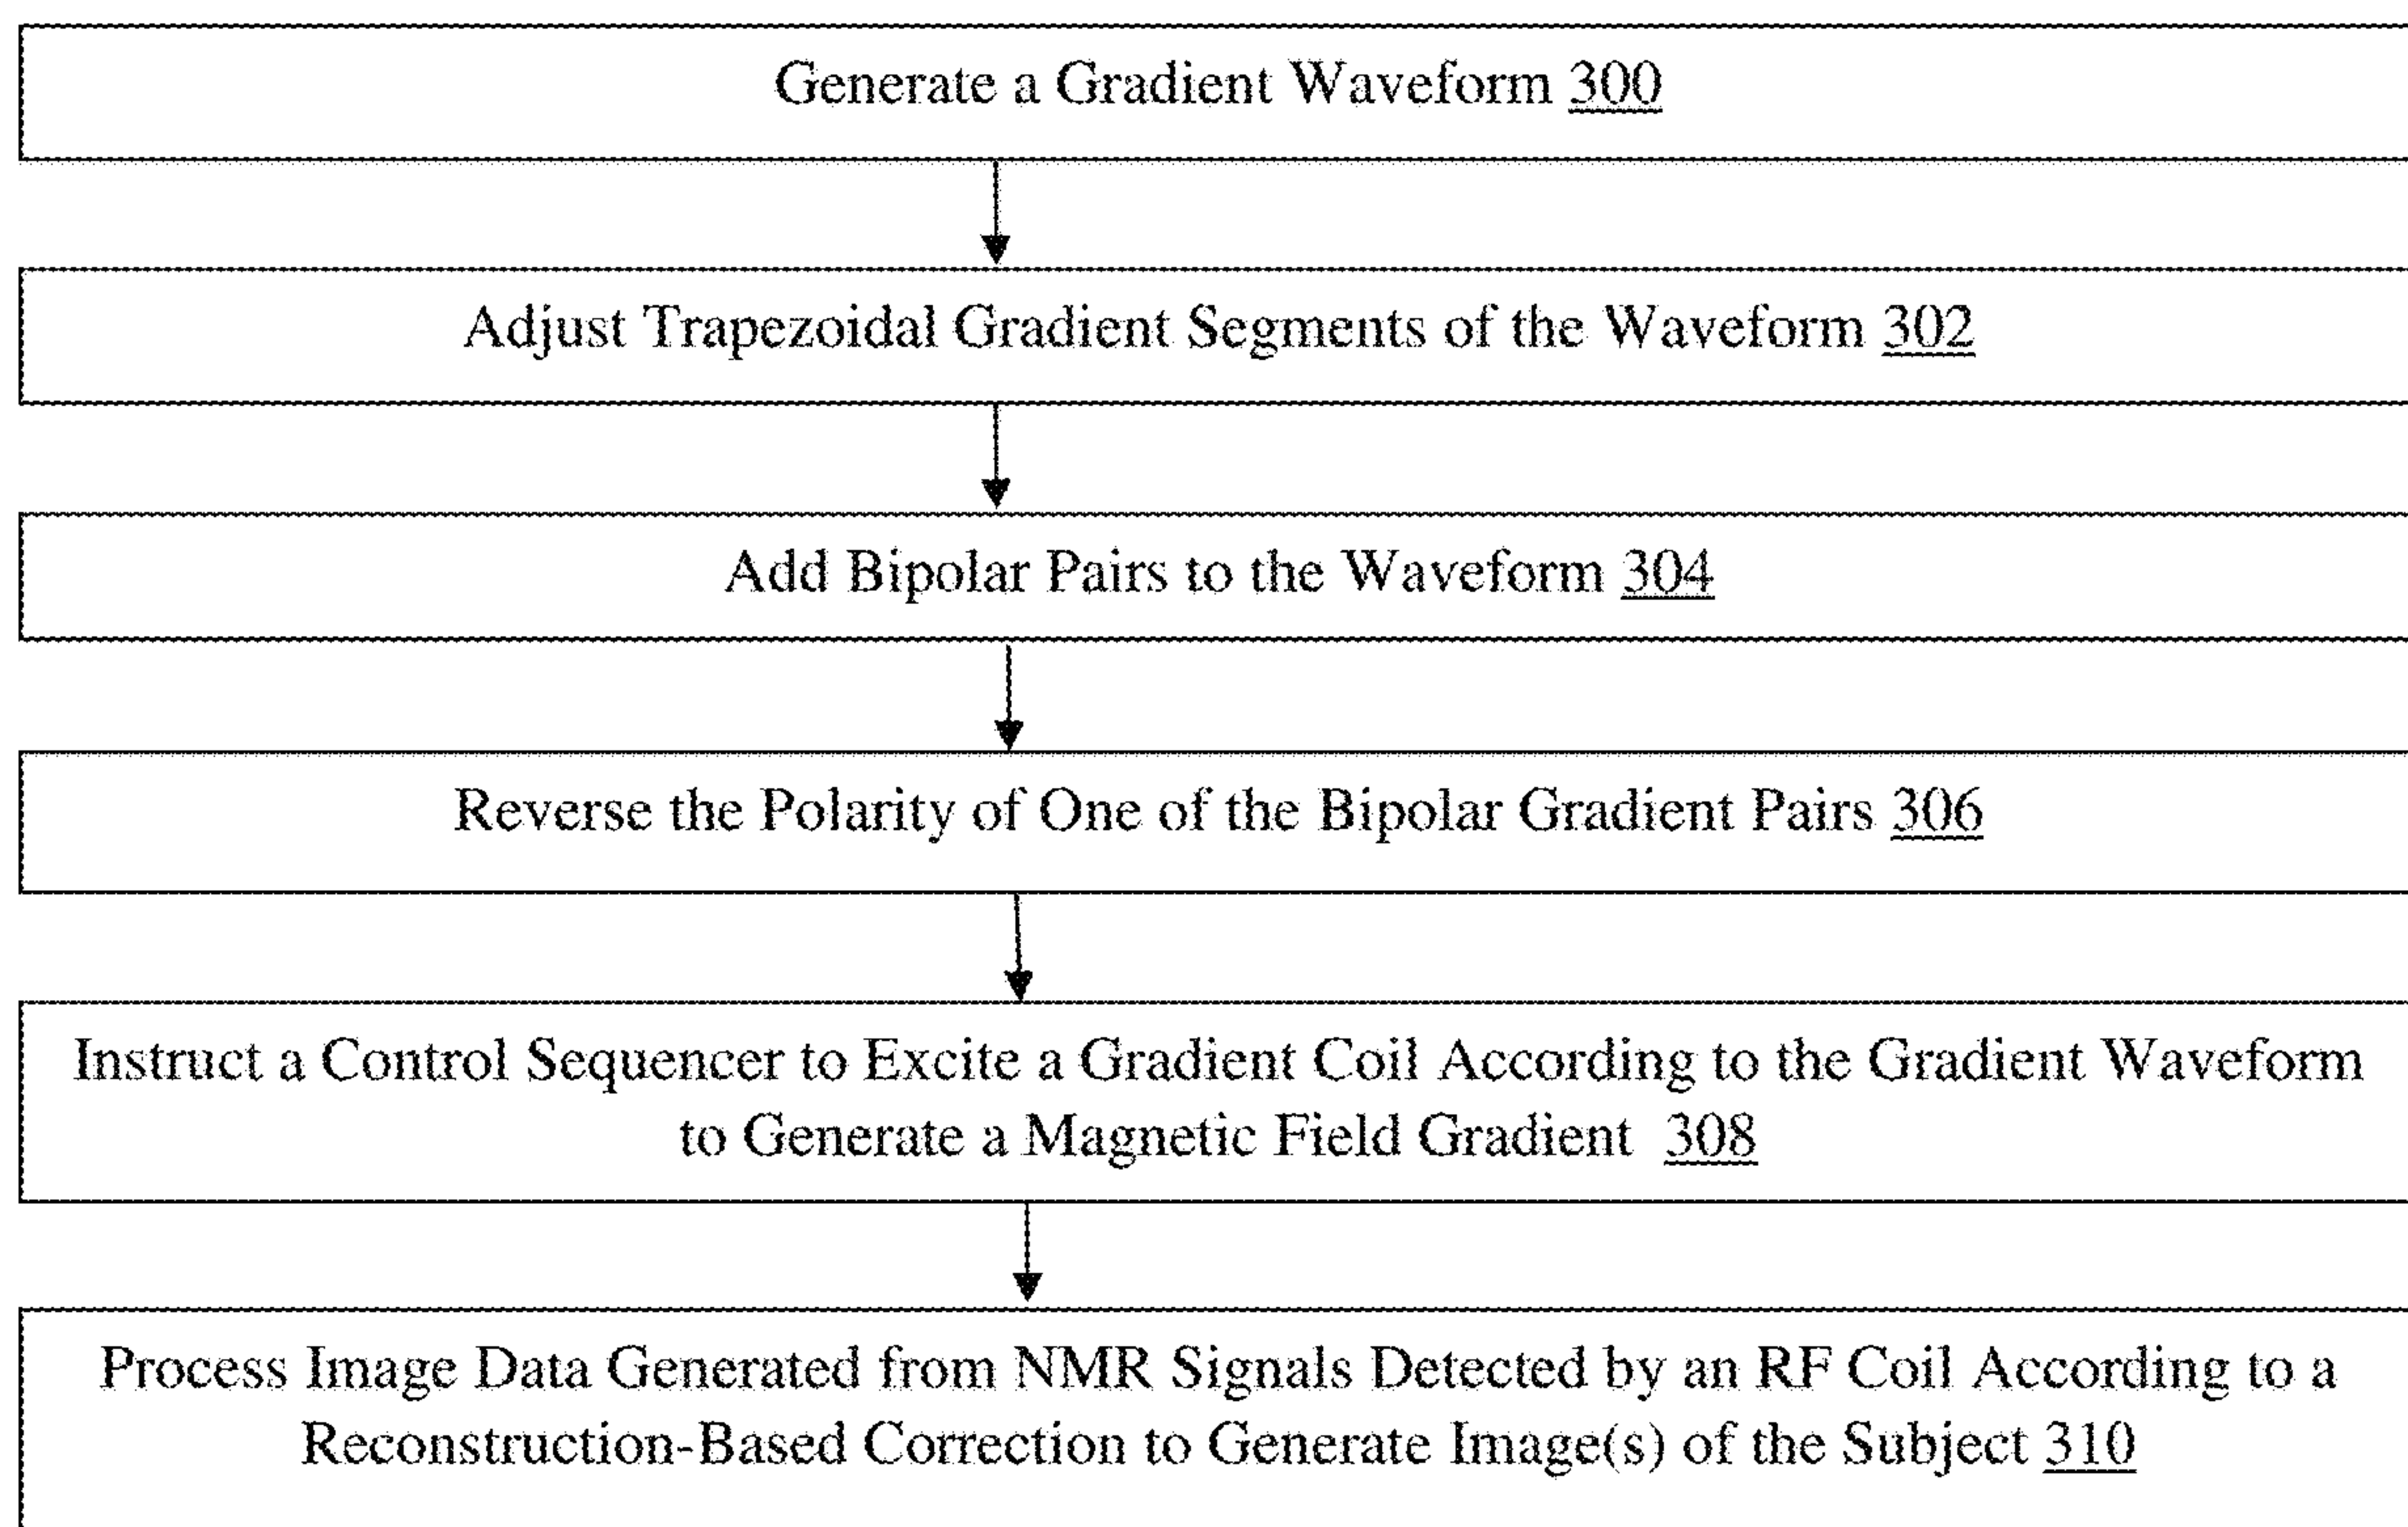 Generate a Gradient Waveform 300
Adjust Trapezoidal Gradient Segments of the Waveform 302
Add Bipolar Pairs to the Waveform 304
Reverse the Polarity of One of the Bipolar Gradient Pairs 306
Instruct a Control Sequencer to Excite a Gradient Coil According to the Gradient Waveform
to Generate a Magnetic Field Gradient 308
Process Image Data Generated from NMR Signals Detected by an RF Coil According to a
Reconstruction-Based Correction to Generate Image(s) of the Subject 310